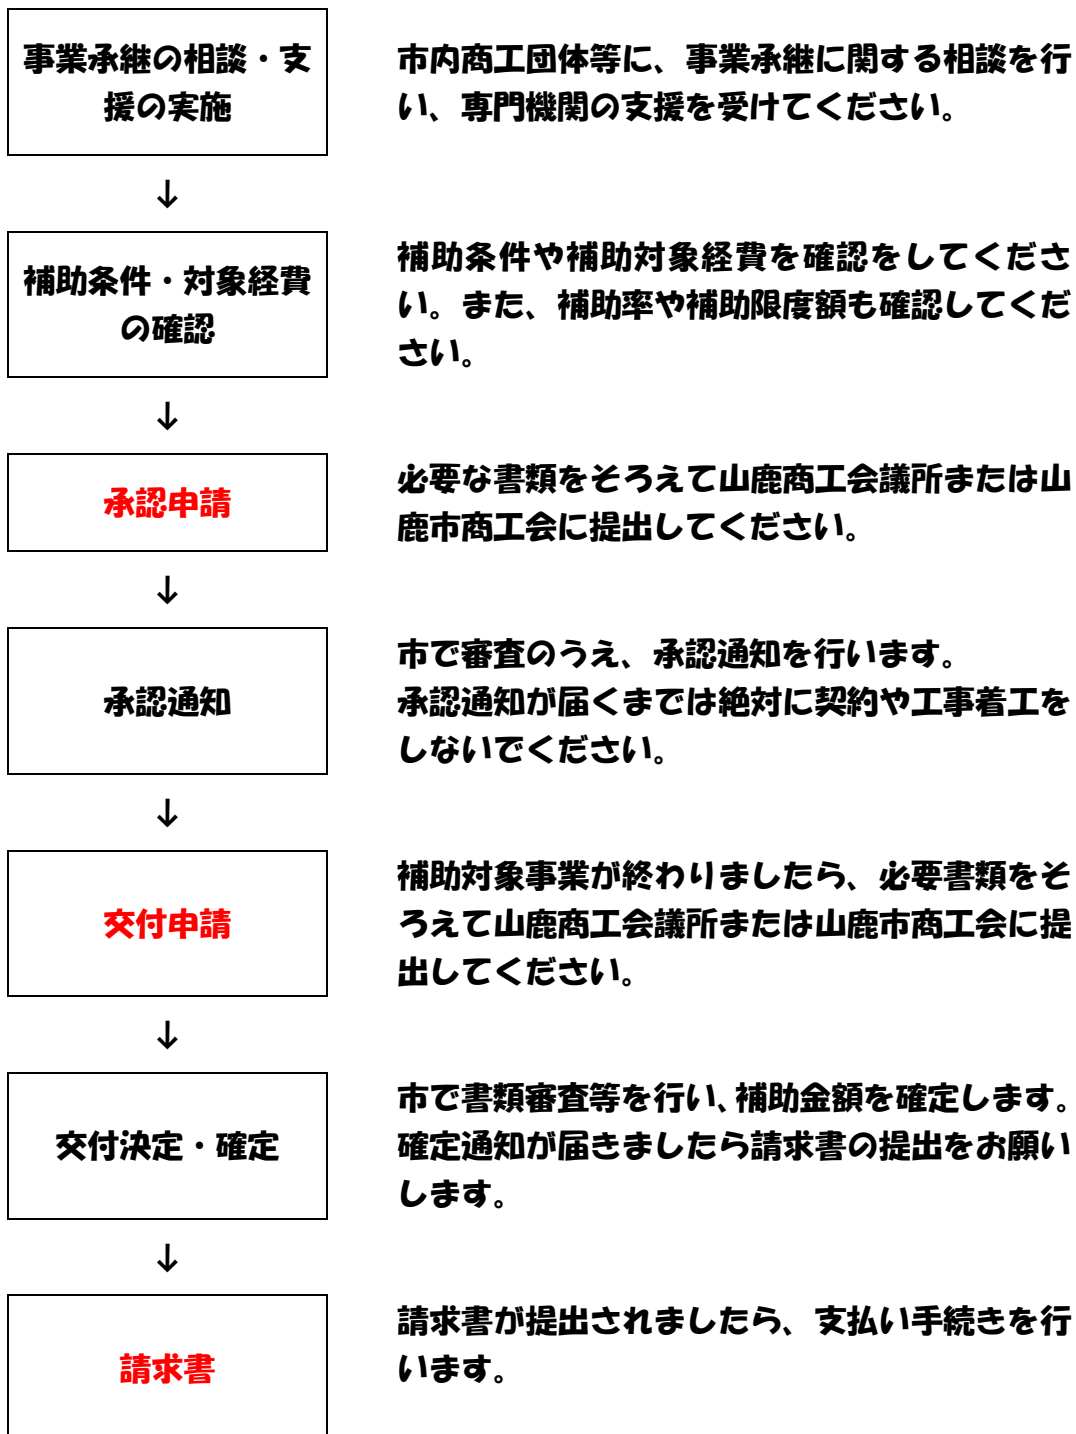 事業承継の相談・支
援の実施
市内商工団体等に、事業承継に関する相談を行
い、専門機関の支援を受けてください。
↓
補助条件・対象経費
の確認
補助条件や補助対象経費を確認をしてくださ
い。また、補助率や補助限度額も確認してくだ
さい。
↓
承認申請
必要な書類をそろえて山鹿商工会議所または山
鹿市商工会に提出してください。
↓
承認通知
市で審査のうえ、承認通知を行います。
承認通知が届くまでは絶対に契約や工事着工を
しないでください。
↓
交付申請
補助対象事業が終わりましたら、必要書類をそ
ろえて山鹿商工会議所または山鹿市商工会に提
出してください。
↓
交付決定・確定
市で書類審査等を行い、補助金額を確定します。
確定通知が届きましたら請求書の提出をお願い
します。
↓
請求書
請求書が提出されましたら、支払い手続きを行
います。